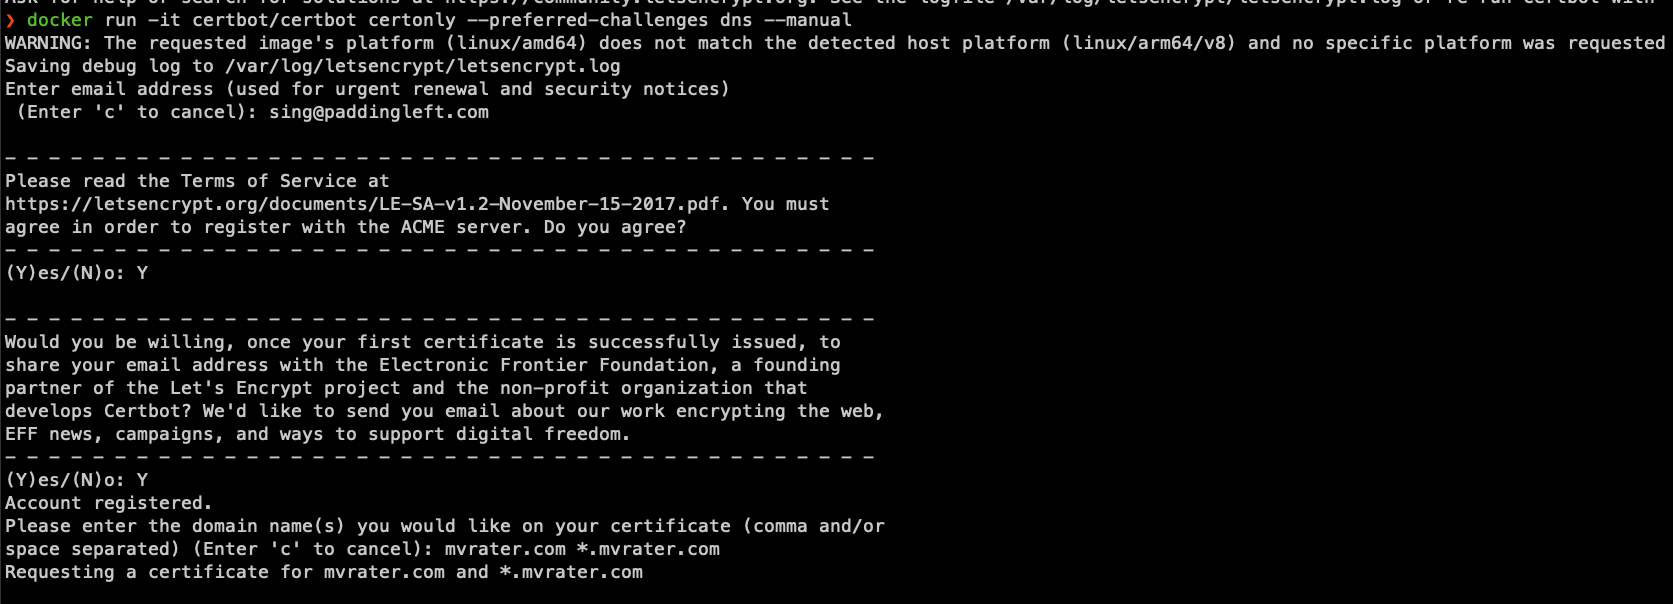 Ask for help or search for solutions at https://community.letsencrypt.org. See the logfile /var/log/letsencrypt/letsencrypt.log or re-run certbot with
❯ docker run -it certbot/certbot certonly --preferred-challenges dns --manual
WARNING: The requested image's platform (linux/amd64) does not match the detected host platform (linux/arm64/v8) and no specific platform was requested
Saving debug log to /var/log/letsencrypt/letsencrypt.log
Enter email address (used for urgent renewal and security notices)
(Enter 'c' to cancel): sing@paddingleft.com
- - - - - - - - - - - - - - - - - - - - - - - - - - - - - - - - - - - - - - - -
Please read the Terms of Service at
https://letsencrypt.org/documents/LE-SA-v1.2-November-15-2017.pdf. You must
agree in order to register with the ACME server. Do you agree?
- - - - - - - - - - - - - - - - - - - - - - - - - - - - - - - - - - - - - - - -
(Y)es/(N)o: Y
- - - - - - - - - - - - - - - - - - - - - - - - - - - - - - - - - - - - - - - -
Would you be willing, once your first certificate is successfully issued, to
share your email address with the Electronic Frontier Foundation, a founding
partner of the Let's Encrypt project and the non-profit organization that
develops Certbot? We'd like to send you email about our work encrypting the web,
EFF news, campaigns, and ways to support digital freedom.
- - - - - - - - - - - - - - - - - - - - - - - - - - - - - - - - - - - - - - - -
(Y)es/(N)o: Y
Account registered.
Please enter the domain name(s) you would like on your certificate (comma and/or
space separated) (Enter 'c' to cancel): mvrater.com *.mvrater.com
Requesting a certificate for mvrater.com and *.mvrater.com